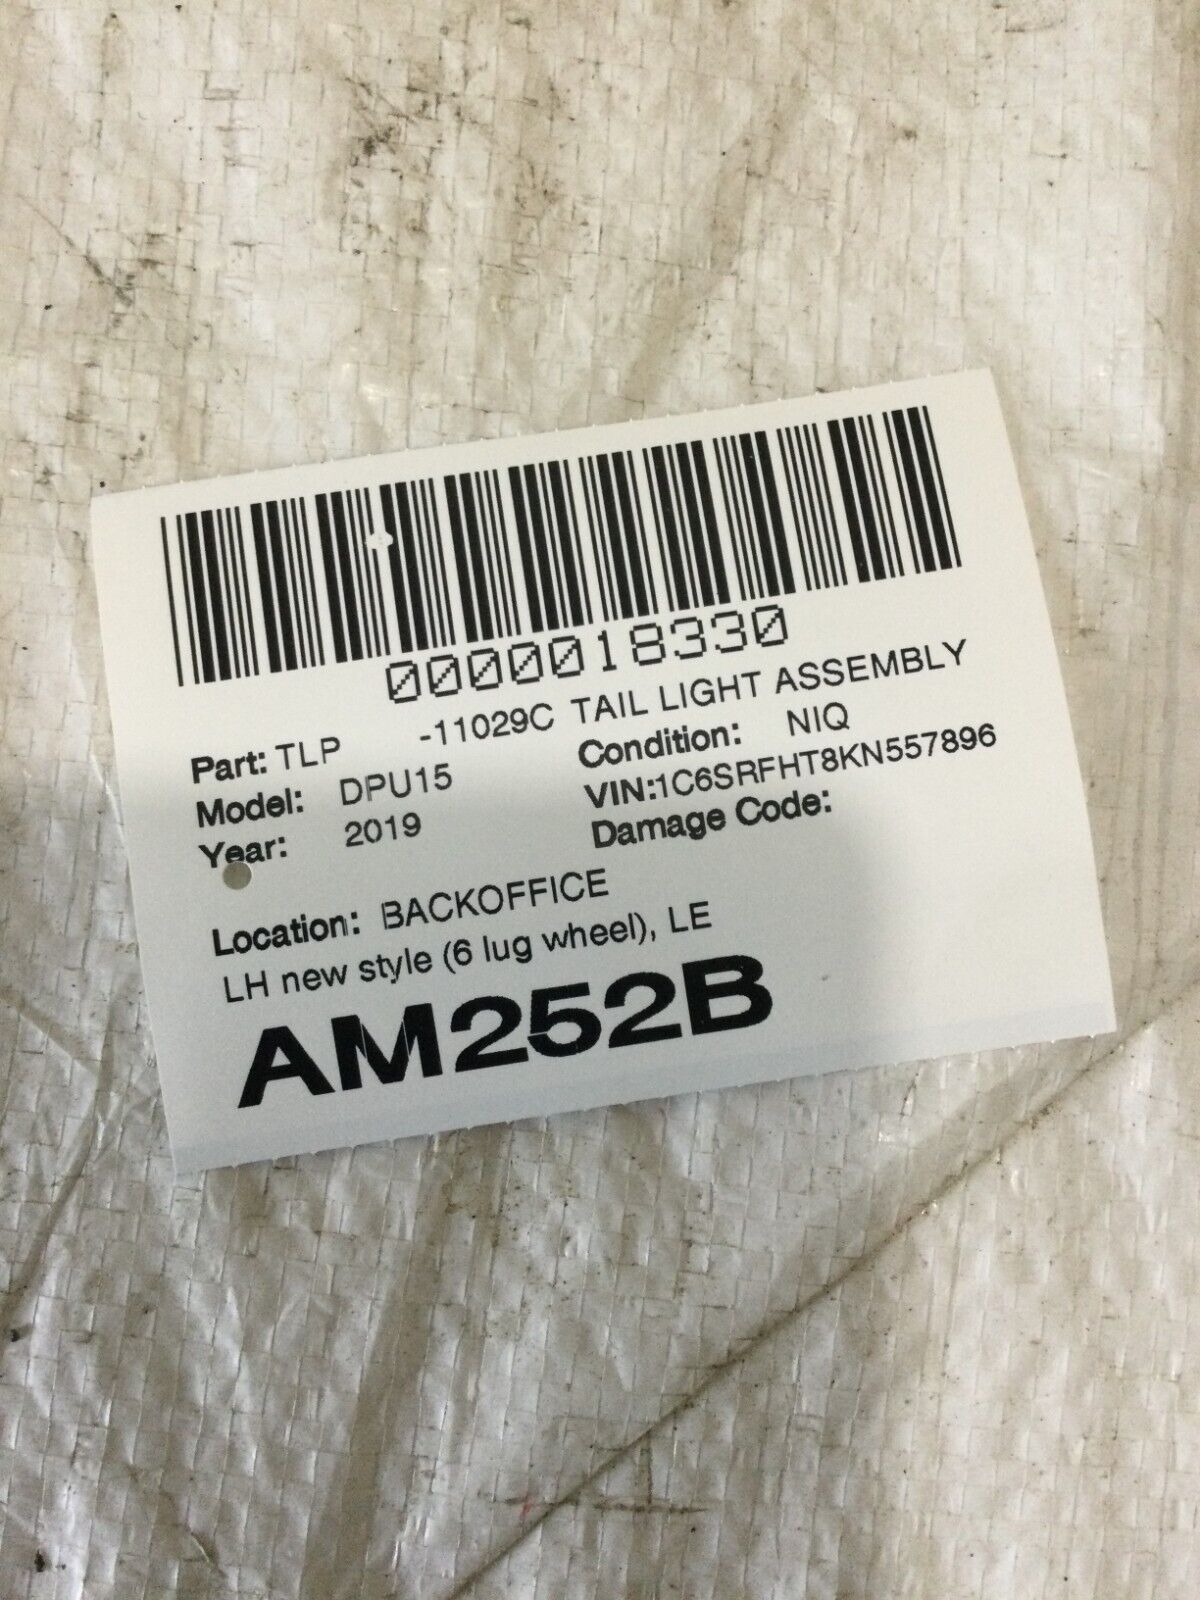 0000018330
Part: TLP -11029C TAIL LIGHT ASSEMBLY
Model: DPU15 Condition: NIQ
Year: 2019 VIN:1C6SRFHT8KN557896
Damage Code:
Location: BACKOFFICE
LH new style (6 lug wheel), LE
AM252B